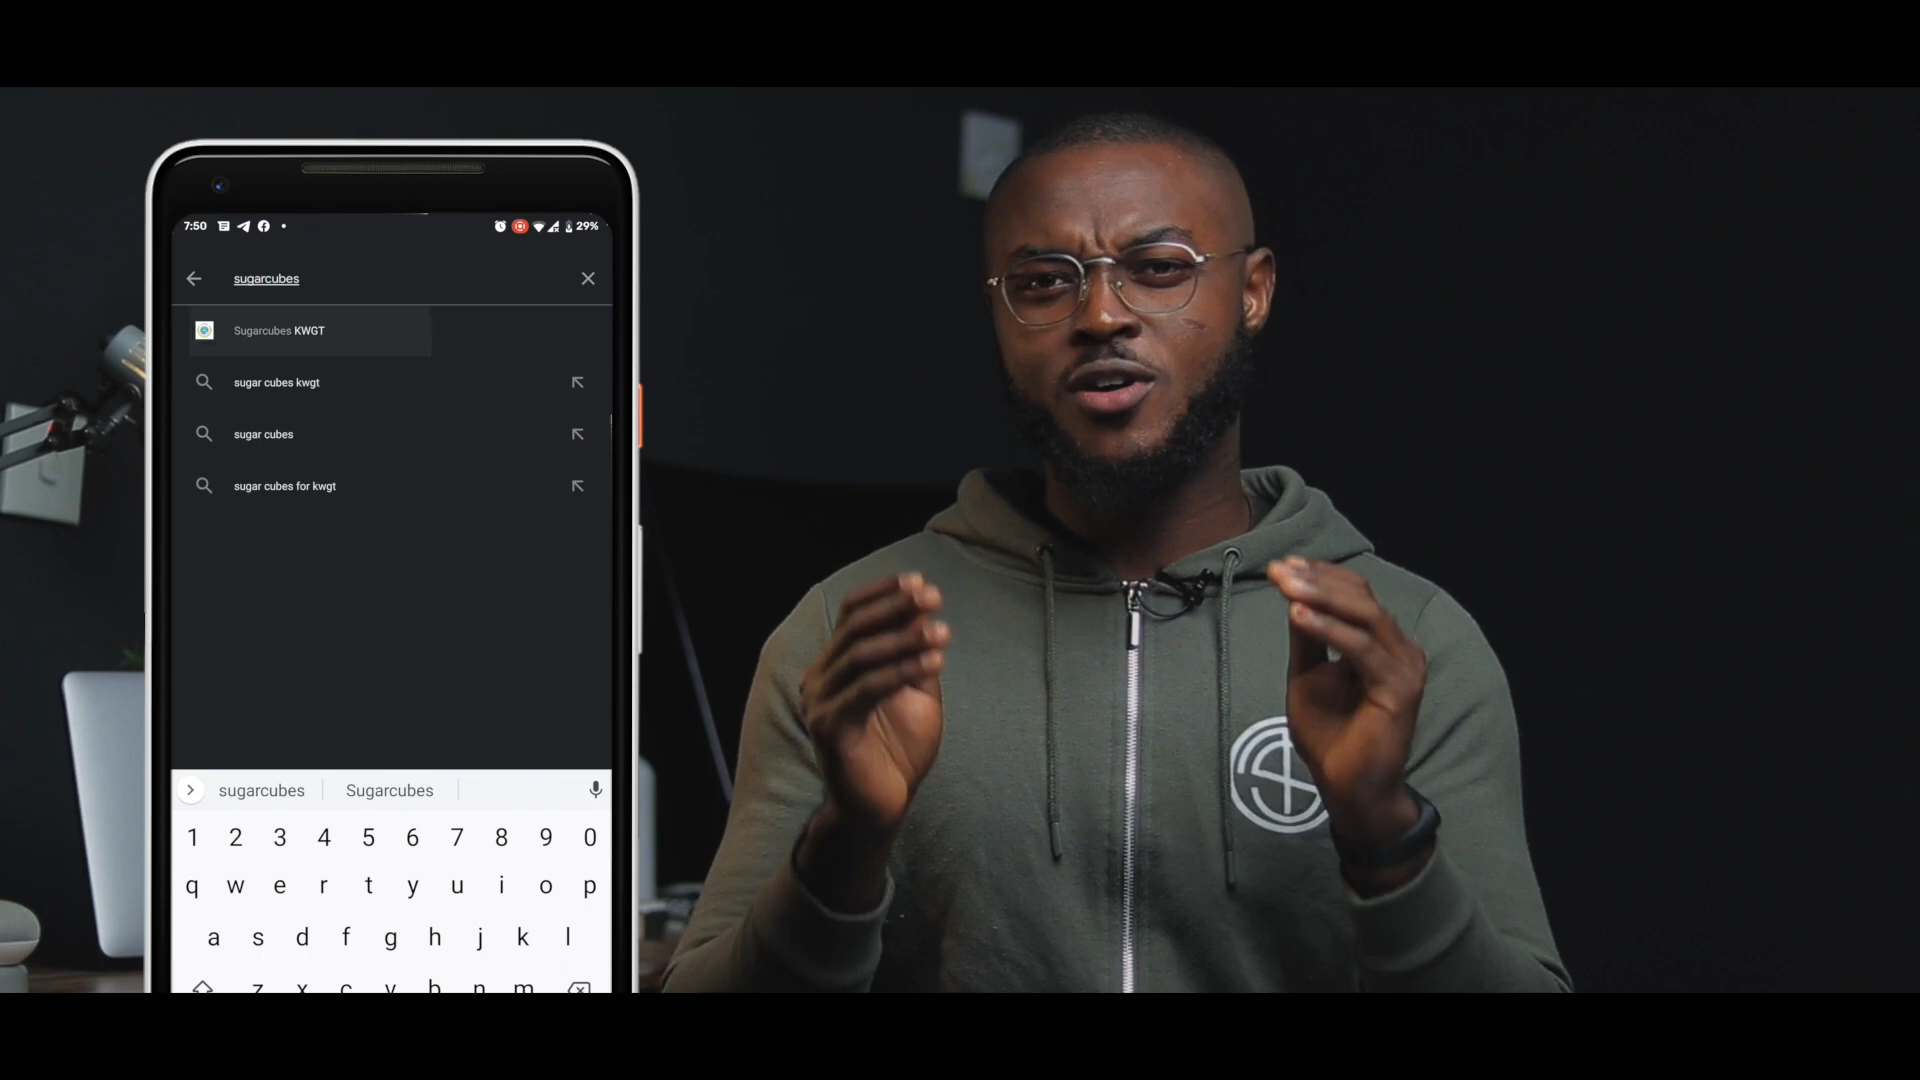 7:50 29%
sugarcubes
Sugarcubes KWGT
sugar cubes kwgt
sugar cubes
sugar cubes for kwgt
sugarcubes Sugarcubes
1 2 3 4 5 6 7 8 9 0
q w e r t y u i o p
a s d f g h j k l
z x c v b n m